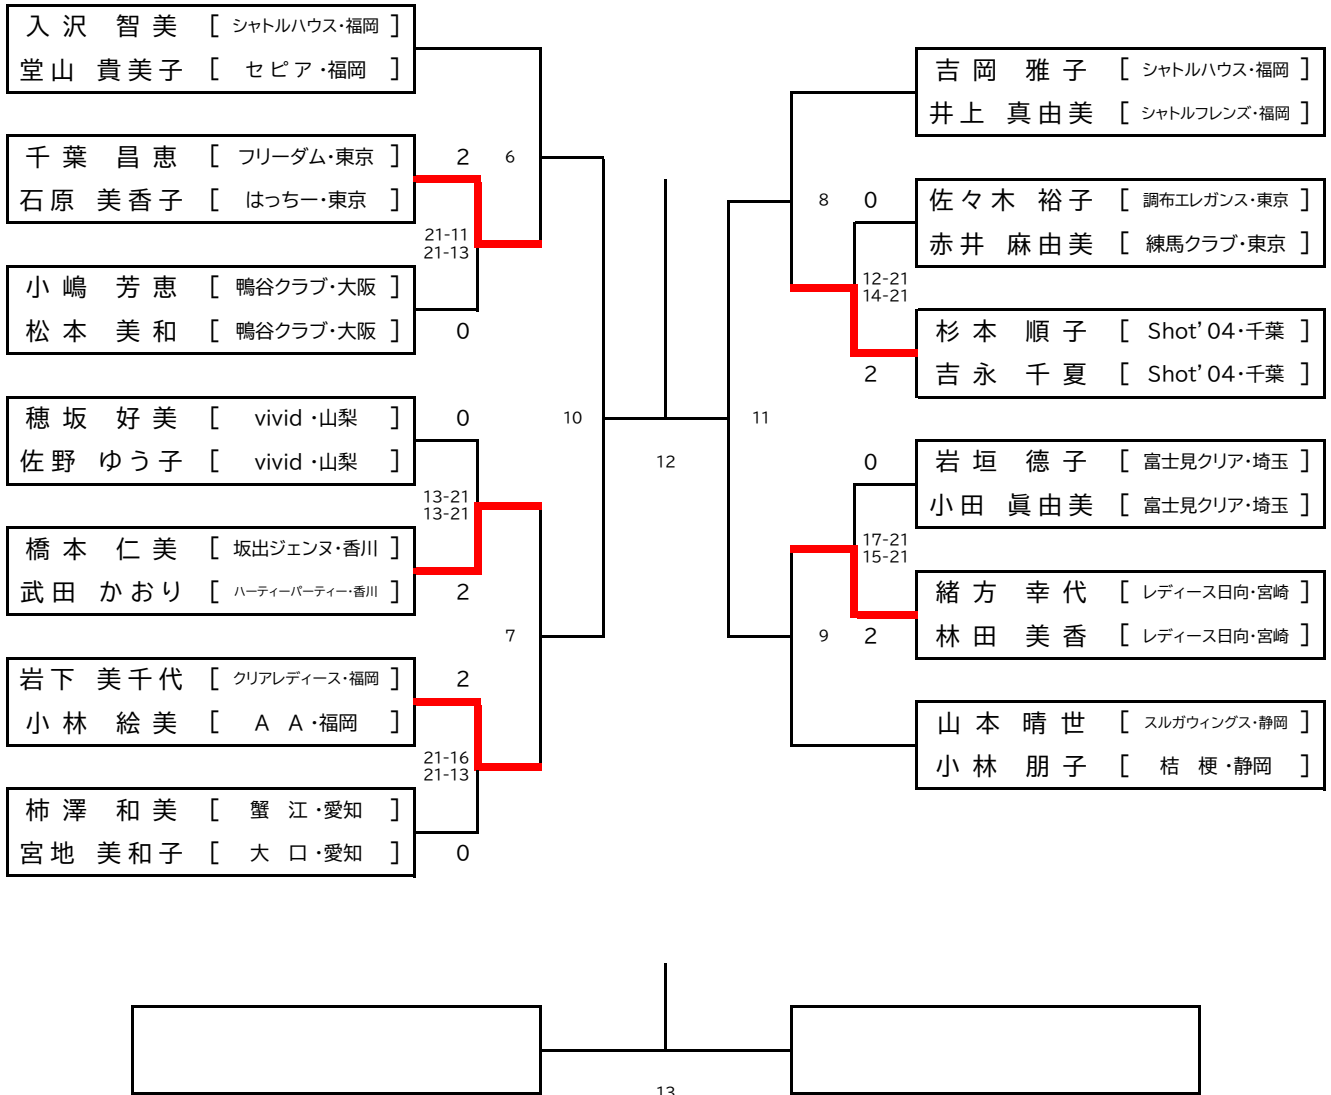 入沢 智美 [ シャトルハウス・福岡 ]
堂山 貴美子 [ セピア・福岡 ]
千葉 昌恵 [ フリーダム・東京 ] 2 6
石原 美香子 [ はっちー・東京 ]
21-11
21-13
小嶋 芳恵 [ 鴨谷クラブ・大阪 ]
松本 美和 [ 鴨谷クラブ・大阪 ] 0
穂坂 好美 [ vivid・山梨 ] 0 10
佐野 ゆう子 [ vivid・山梨 ]
13-21
13-21
橋本 仁美 [ 坂出ジェンヌ・香川 ]
武田 かおり [ ハーティーパーティー・香川 ] 2
7
岩下 美千代 [ クリアレディース・福岡 ] 2
小林 絵美 [ A A・福岡 ]
21-16
21-13
柿澤 和美 [ 蟹江・愛知 ]
宮地 美和子 [ 大口・愛知 ] 0
12
吉岡 雅子 [ シャトルハウス・福岡 ]
井上 真由美 [ シャトルフレンズ・福岡 ]
8 0 佐々木 裕子 [ 調布エレガンス・東京 ]
赤井 麻由美 [ 練馬クラブ・東京 ]
12-21
14-21
杉本 順子 [ Shot'04・千葉 ]
2 吉永 千夏 [ Shot'04・千葉 ]
11
0 岩垣 德子 [ 富士見クリア・埼玉 ]
小田 眞由美 [ 富士見クリア・埼玉 ]
17-21
15-21
緒方 幸代 [ レディース日向・宮崎 ]
9 2 林田 美香 [ レディース日向・宮崎 ]
山本 晴世 [ スルガウィングス・静岡 ]
小林 朋子 [ 桔梗・静岡 ]
13